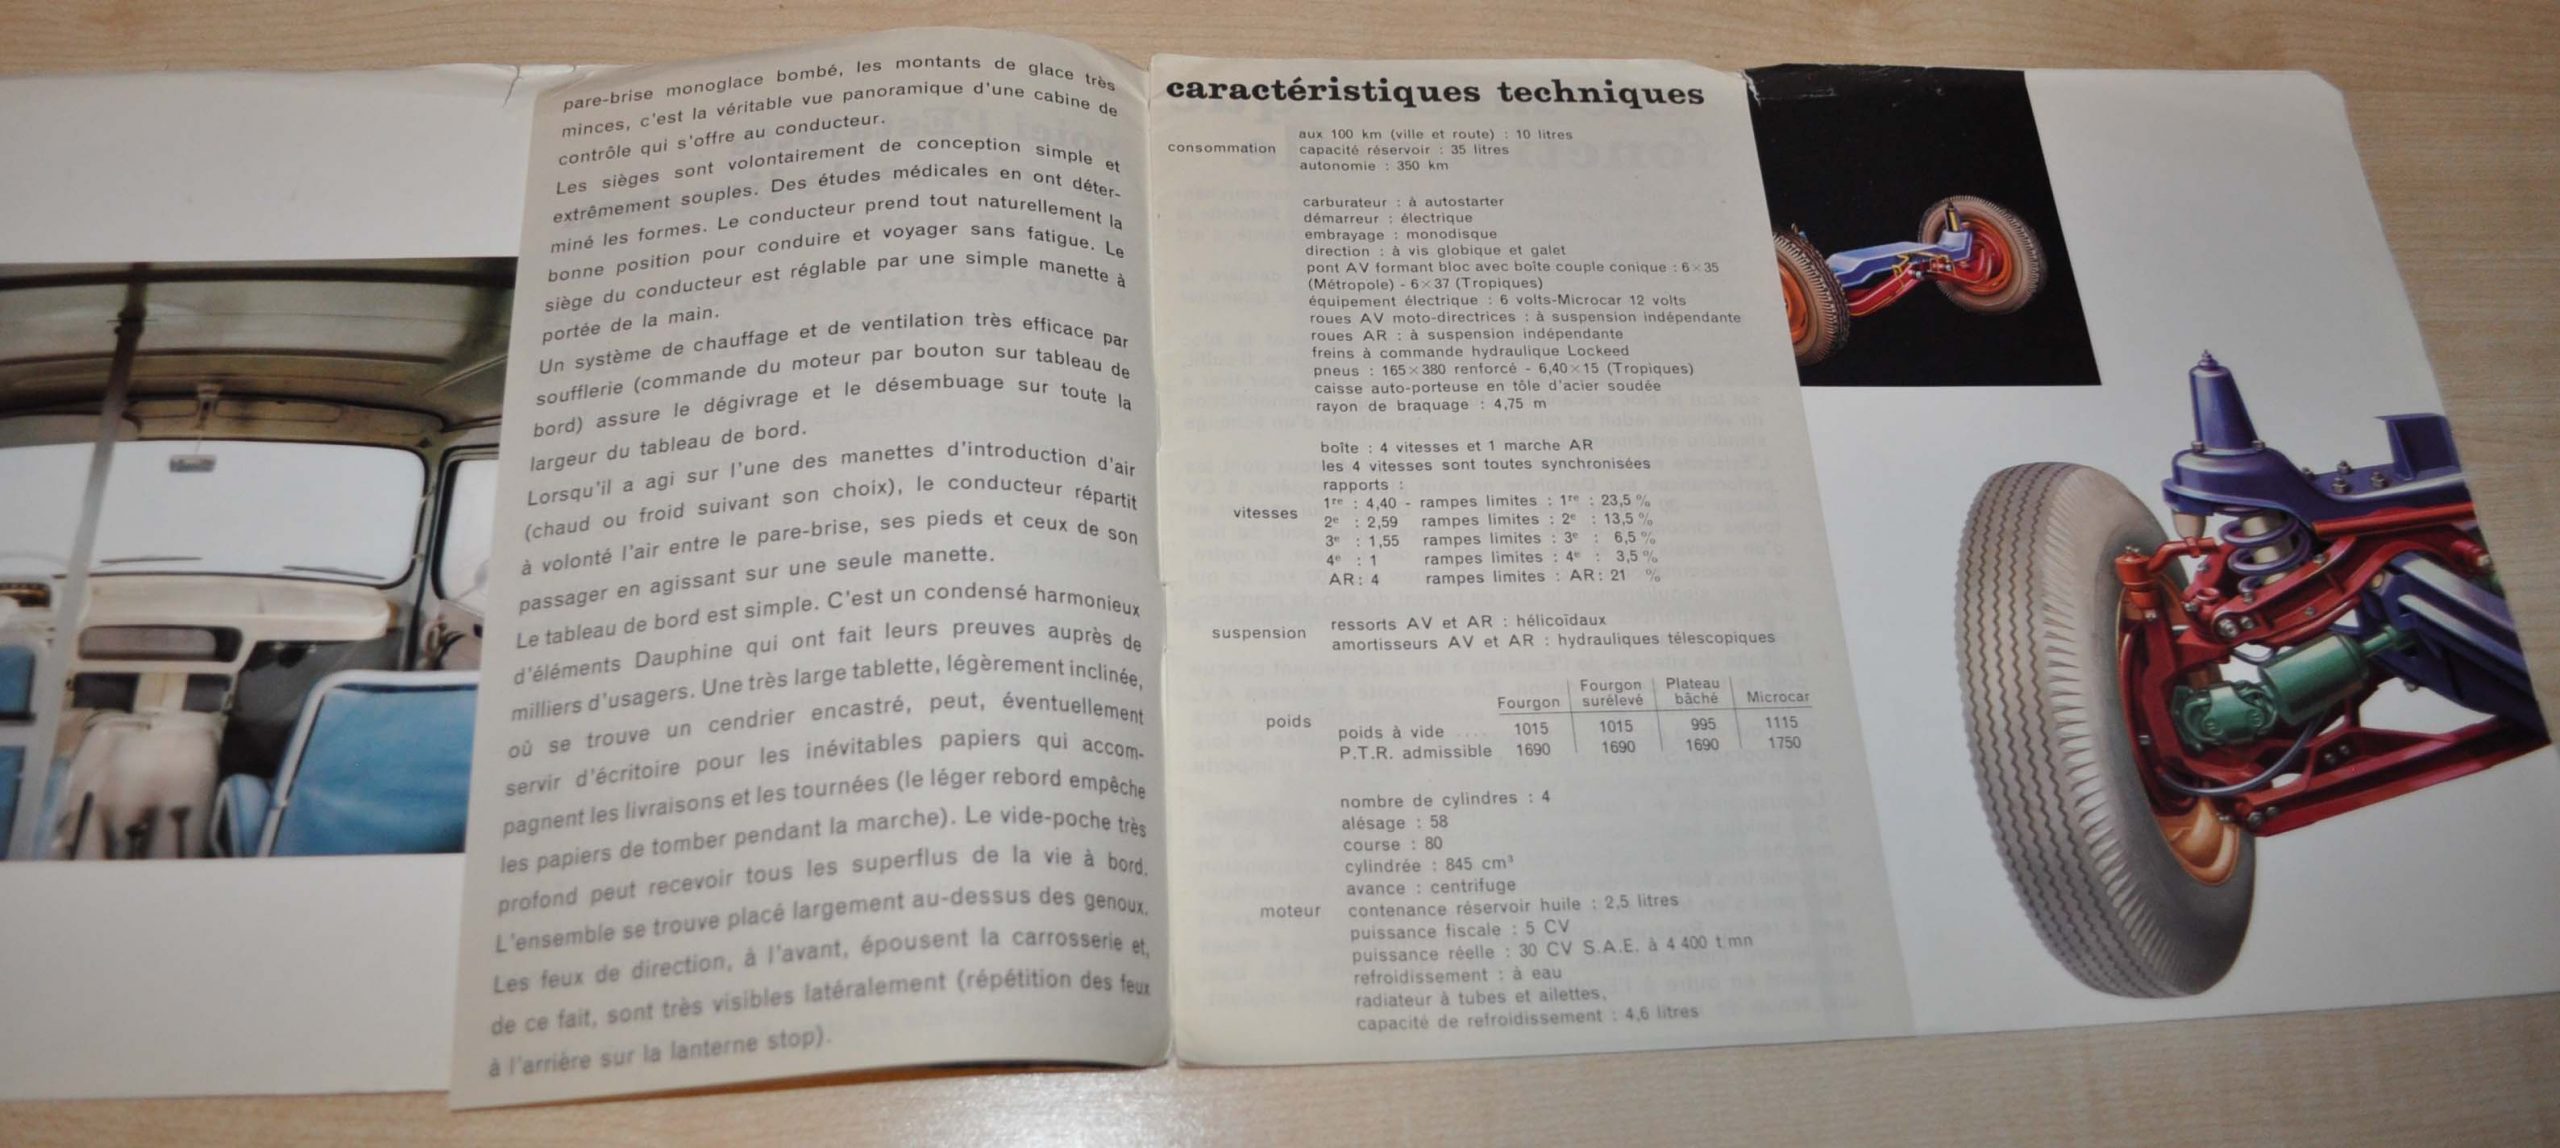 pare-brise monoglace bombé, les montants de glace très
minces, c'est la véritable vue panoramique d'une cabine de
contrôle qui s'offre au conducteur.
Les sièges sont volontairement de conception simple et
extrêmement souples. Des études médicales en ont déter-
miné les formes. Le conducteur prend tout naturellement la
bonne position pour conduire et voyager sans fatigue. Le
siège du conducteur est réglable par une simple manette à
portée de la main.
Un système de chauffage et de ventilation très efficace par
soufflerie (commande du moteur par bouton sur tableau de
bord) assure le dégivrage et le désembuage sur toute la
largeur du tableau de bord.
Lorsqu'il a agi sur l'une des manettes d'introduction d'air
(chaud ou froid suivant son choix), le conducteur répartit
à volonté l'air entre le pare-brise, ses pieds et ceux de son
passager en agissant sur une seule manette.
Le tableau de bord est simple. C'est un condensé harmonieux
d'éléments Dauphine qui ont fait leurs preuves auprès de
milliers d'usagers. Une très large tablette, légèrement inclinée,
où se trouve un cendrier encastré, peut, éventuellement
servir d'écritoire pour les inévitables papiers qui accom-
pagnent les livraisons et les tournées (le léger rebord empêche
les papiers de tomber pendant la marche). Le vide-poche très
profond peut recevoir tous les superflus de la vie à bord.
L'ensemble se trouve placé largement au-dessus des genoux.
Les feux de direction, à l'avant, épousent la carrosserie et,
de ce fait, sont très visibles latéralement (répétition des feux
à l'arrière sur la lanterne stop).
caractéristiques techniques
consommation
aux 100 km (ville et route) : 10 litres
capacité réservoir : 35 litres
autonomie : 350 km
carburateur : à autostarter
démarreur : électrique
embrayage : monodisque
direction : à vis globique et galet
pont AV formant bloc avec boîte couple conique : 6×35
(Métropole) - 6×37 (Tropiques)
équipement électrique : 6 volts-Microcar 12 volts
roues AV moto-directrices : à suspension indépendante
roues AR : à suspension indépendante
freins à commande hydraulique Lockeed
pneus : 165×380 renforcé - 6,40×15 (Tropiques)
caisse auto-porteuse en tôle d'acier soudée
rayon de braquage : 4,75 m
vitesses
boîte : 4 vitesses et 1 marche AR
les 4 vitesses sont toutes synchronisées
rapports :
1re : 4,40 - rampes limites : 1re : 23,5 %
2e : 2,59 rampes limites : 2e : 13,5 %
3e : 1,55 rampes limites : 3e : 6,5 %
4e : 1 rampes limites : 4e : 3,5 %
AR : 4 rampes limites : AR : 21 %
suspension
ressorts AV et AR : hélicoïdaux
amortisseurs AV et AR : hydrauliques télescopiques
poids
Fourgon Fourgon surélevé Plateau bâché Microcar
poids à vide .... 1015 1015 995 1115
P.T.R. admissible 1690 1690 1690 1750
moteur
nombre de cylindres : 4
alésage : 58
course : 80
cylindrée : 845 cm³
avance : centrifuge
contenance réservoir huile : 2,5 litres
puissance fiscale : 5 CV
puissance réelle : 30 CV S.A.E. à 4 400 t mn
refroidissement : à eau
radiateur à tubes et ailettes,
capacité de refroidissement : 4,6 litres